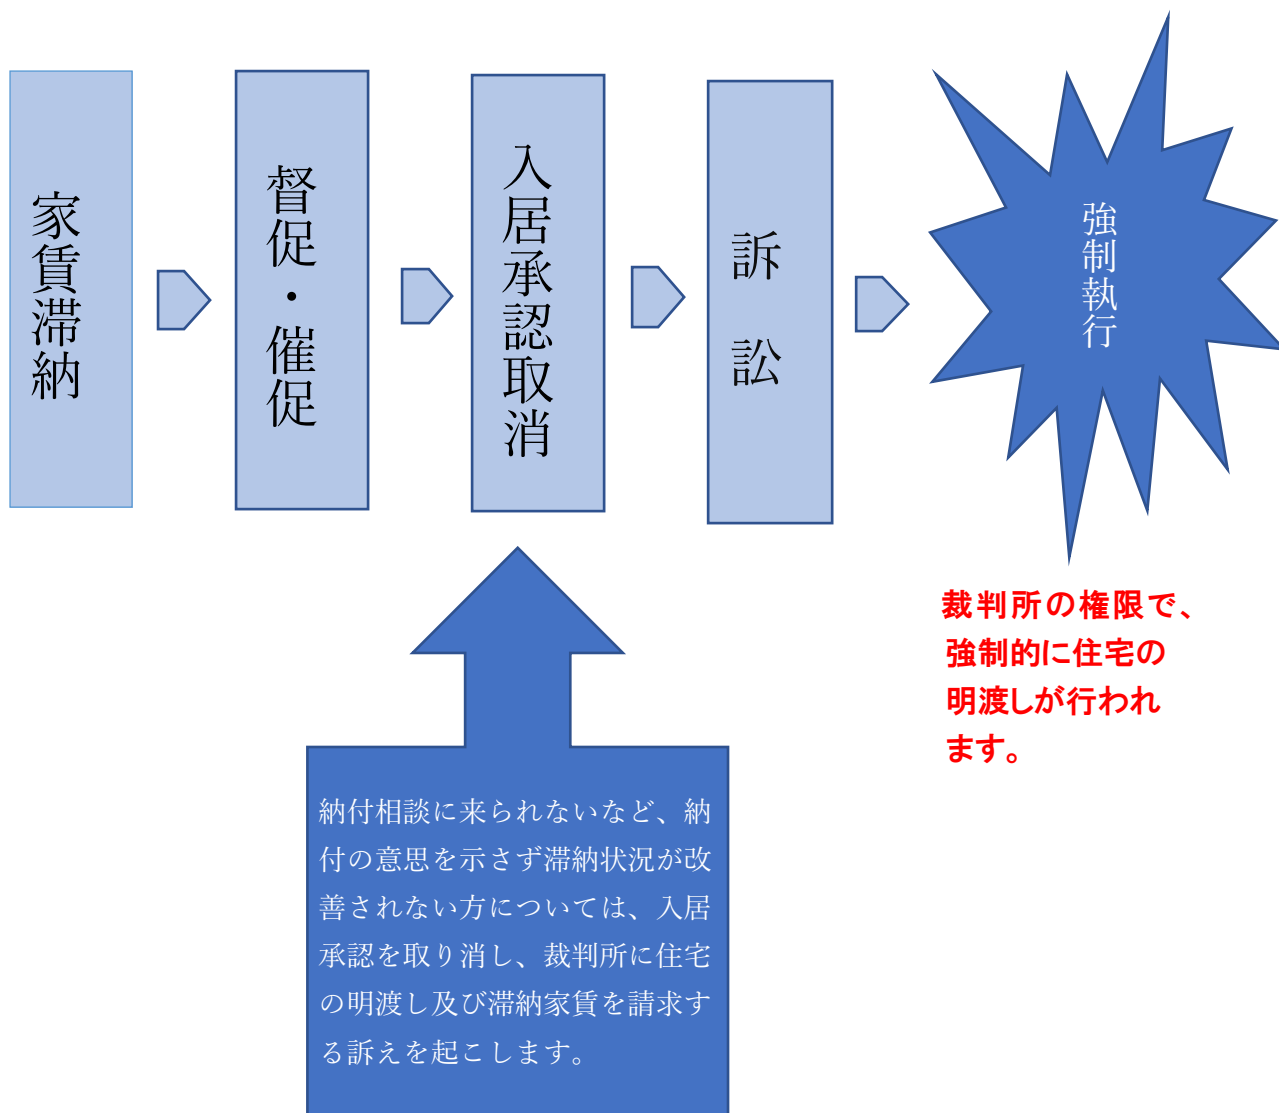 家賃滞納
督促・催促
入居承認取消
訴訟
強制執行
裁判所の権限で、
強制的に住宅の
明渡しが行われ
ます。
納付相談に来られないなど、納
付の意思を示さず滞納状況が改
善されない方については、入居
承認を取り消し、裁判所に住宅
の明渡し及び滞納家賃を請求す
る訴えを起こします。